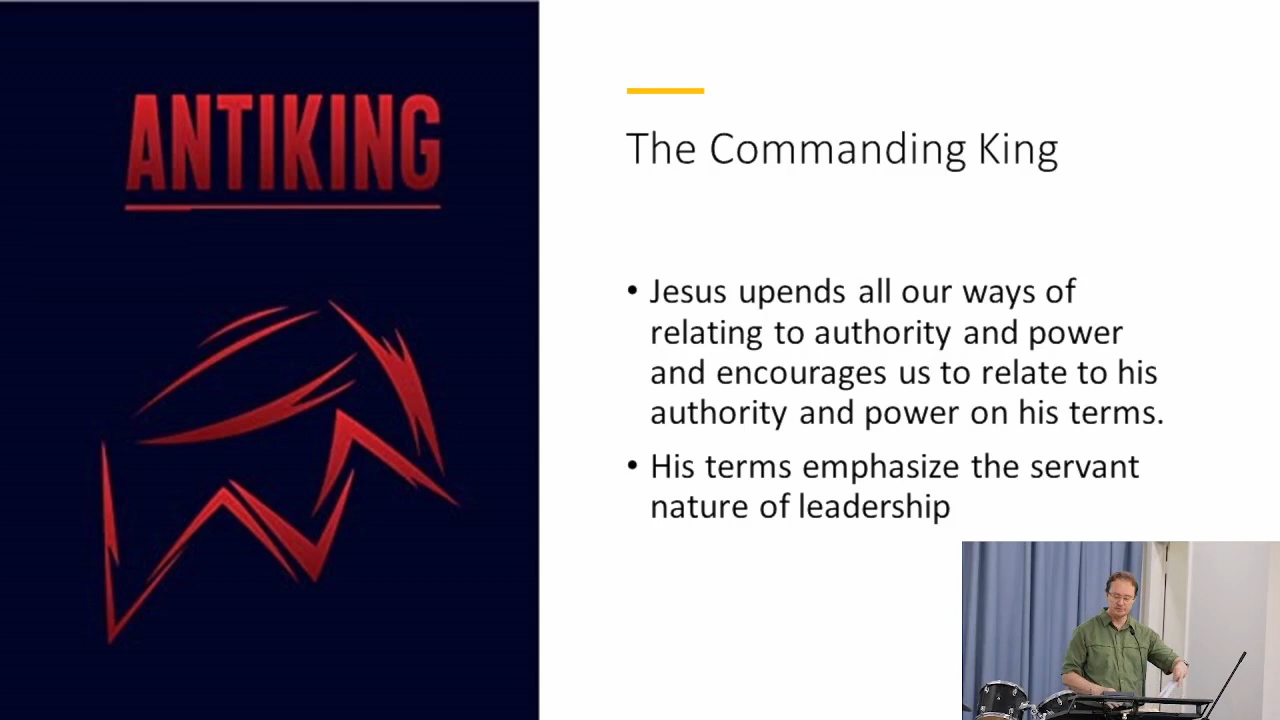 ANTIKING
The Commanding King
• Jesus upends all our ways of
relating to authority and power
and encourages us to relate to his
authority and power on his terms.
• His terms emphasize the servant
nature of leadership